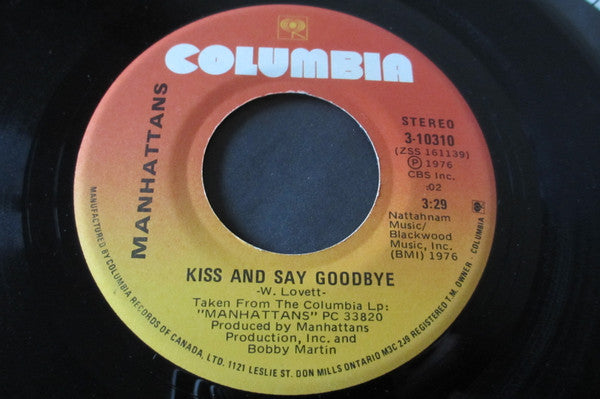 COLUMBIA
MANHATTANS
STEREO
3-10310
(ZSS 161139)
Ⓟ 1976
CBS Inc.
:02
3:29
Nattahnam
Music/
Blackwood
Music, Inc.
(BMI) 1976
KISS AND SAY GOODBYE
-W. Lovett-
Taken From The Columbia Lp:
"MANHATTANS" PC 33820
Produced by Manhattans
Production, Inc. and
Bobby Martin
MANUFACTURED BY COLUMBIA RECORDS OF CANADA, LTD. 1121 LESLIE ST. DON MILLS ONTARIO M3C 2J9 REGISTERED T.M. OWNER. COLUMBIA